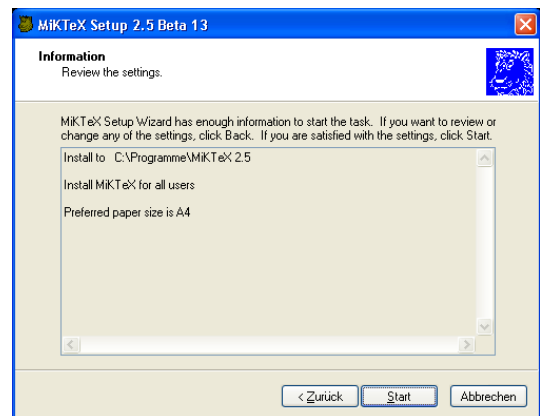 MiKTeX Setup 2.5 Beta 13
Information
Review the settings.
MiKTeX Setup Wizard has enough information to start the task.  If you want to review or
change any of the settings, click Back.  If you are satisfied with the settings, click Start.
Install to   C:\Programme\MiKTeX 2.5
Install MiKTeX for all users
Preferred paper size is A4
< Zurück
Start
Abbrechen